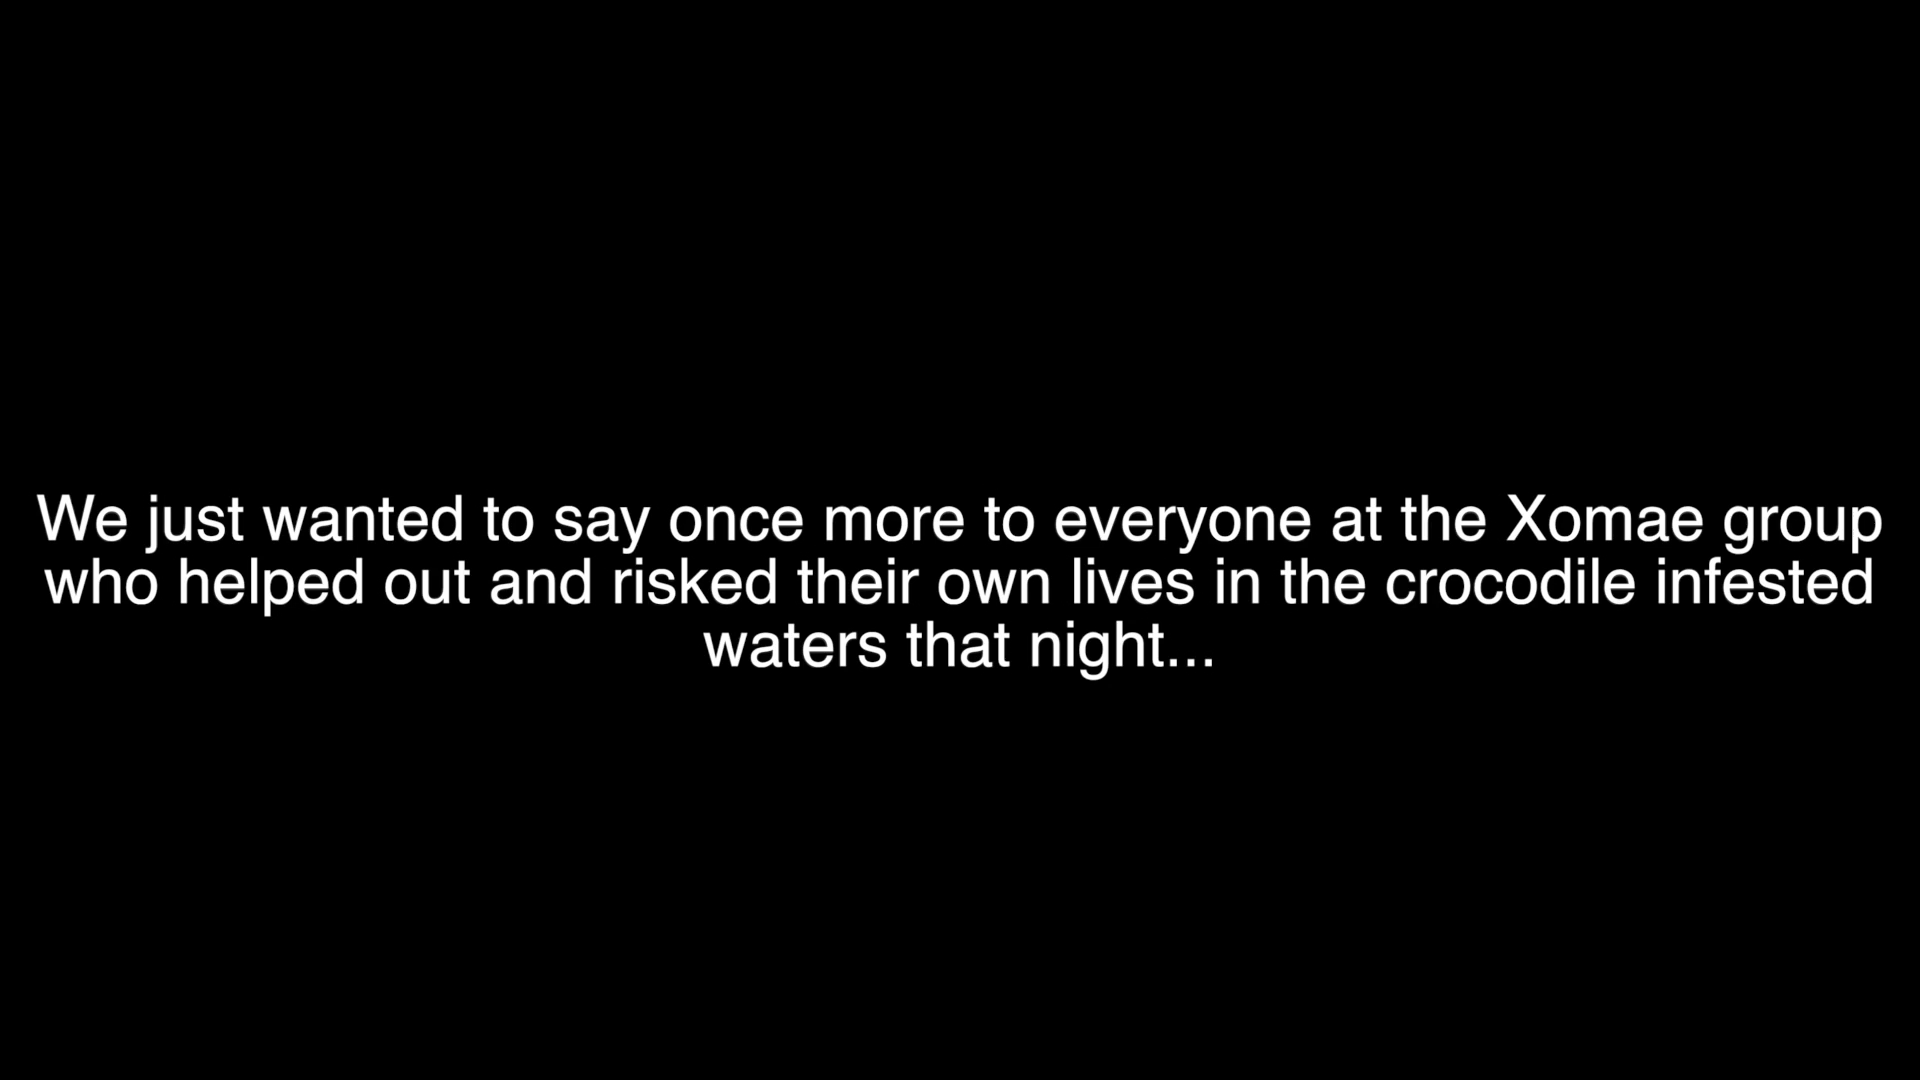 We just wanted to say once more to everyone at the Xomae group
who helped out and risked their own lives in the crocodile infested
waters that night...